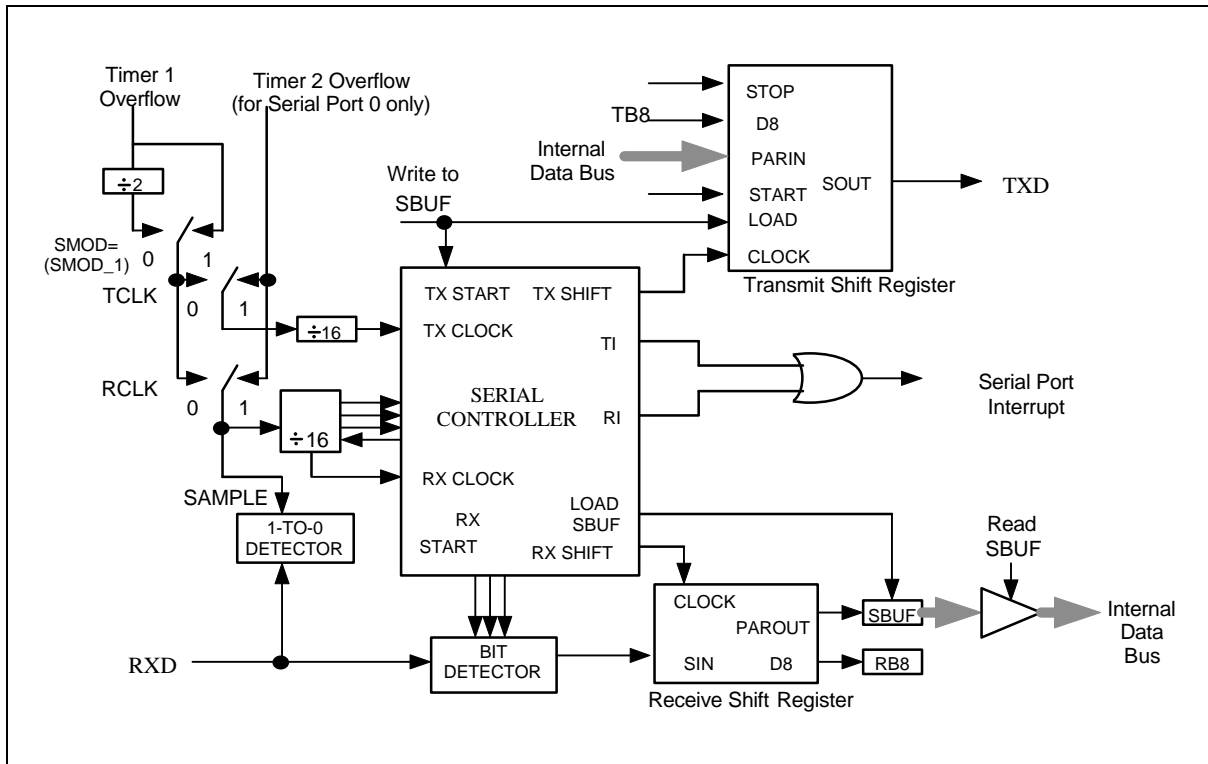 Timer 1
Overflow
Timer 2 Overflow
(for Serial Port 0 only)
÷2
SMOD=
(SMOD_1)
0
1
TCLK
0
1
÷16
RCLK
0
1
÷16
SAMPLE
1-TO-0
DETECTOR
RXD
Write to
SBUF
TX START
TX SHIFT
TX CLOCK
TI
SERIAL
CONTROLLER
RI
RX CLOCK
LOAD
SBUF
RX
START
RX SHIFT
BIT
DETECTOR
TB8
Internal
Data Bus
STOP
D8
PARIN
SOUT
START
LOAD
CLOCK
Transmit Shift Register
TXD
Serial Port
Interrupt
CLOCK
PAROUT
SIN
D8
Receive Shift Register
SBUF
RB8
Read
SBUF
Internal
Data
Bus